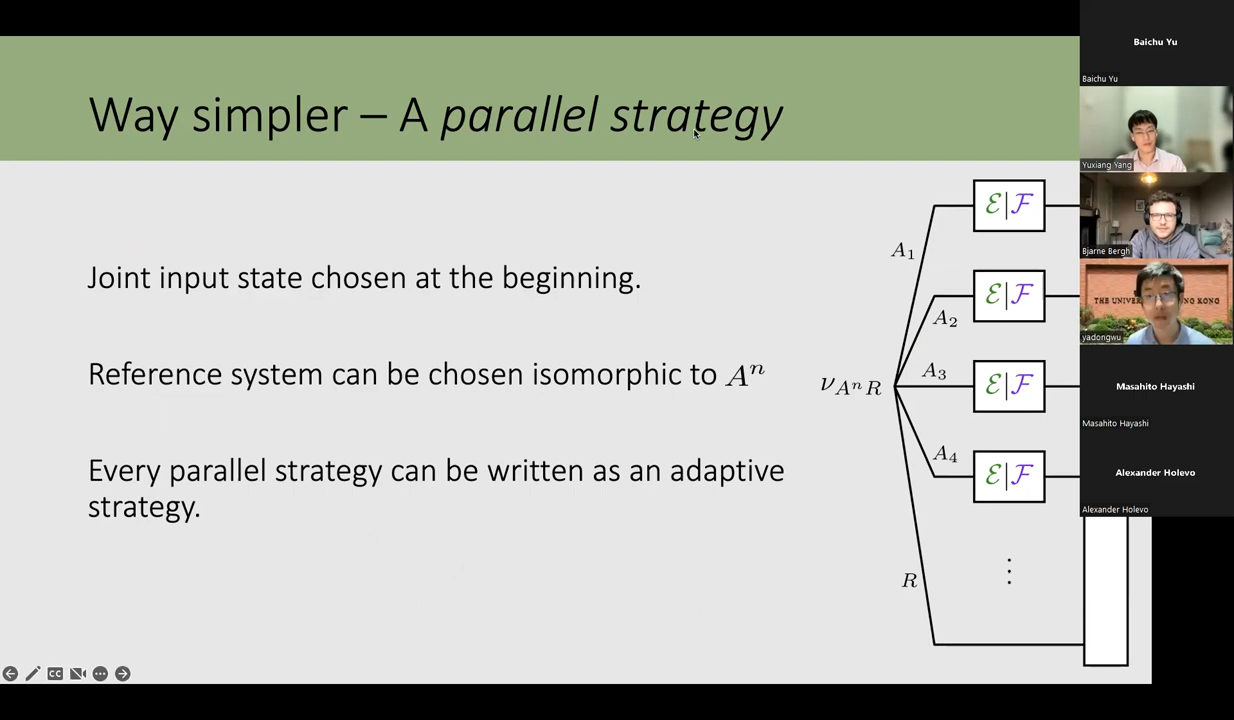 Way simpler – A parallel strategy
Joint input state chosen at the beginning.
Reference system can be chosen isomorphic to Aⁿ
Every parallel strategy can be written as an adaptive
strategy.
ν_{AⁿR}
A₁
A₂
A₃
A₄
R
ℰ|ℱ
ℰ|ℱ
ℰ|ℱ
ℰ|ℱ
⋮
CC
Baichu Yu
Baichu Yu
Yuxiang Yang
Bjarne Bergh
THE UNIVER
NG KONG
yadongwu
Masahito Hayashi
Masahito Hayashi
Alexander Holevo
Alexander Holevo